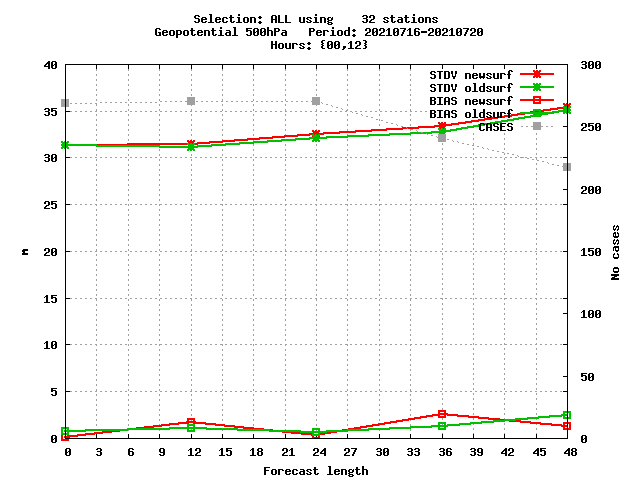 Selection: ALL using    32 stations
Geopotential 500hPa   Period: 20210716-20210720
Hours: {00,12}
40
35
30
25
20
15
10
5
0
m
300
250
200
150
100
50
0
No cases
STDV newsurf
STDV oldsurf
BIAS newsurf
BIAS oldsurf
CASES
0 3 6 9 12 15 18 21 24 27 30 33 36 39 42 45 48
Forecast length